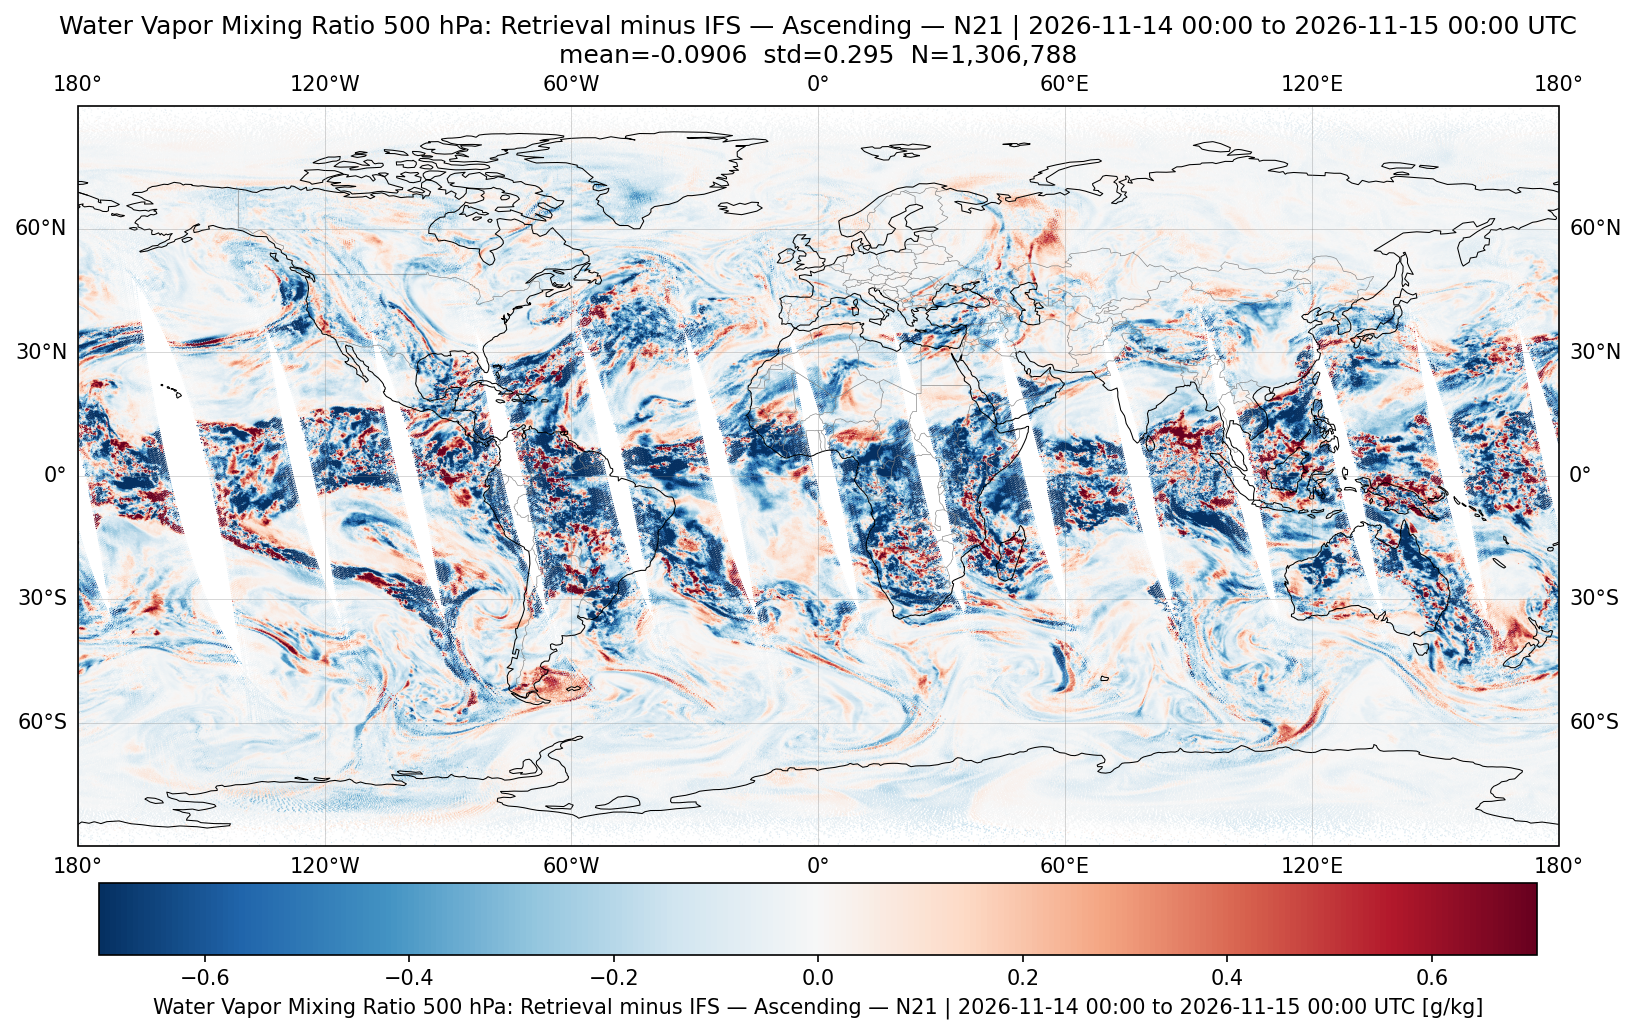 Water Vapor Mixing Ratio 500 hPa: Retrieval minus IFS — Ascending — N21 | 2026-11-14 00:00 to 2026-11-15 00:00 UTC
mean=-0.0906  std=0.295  N=1,306,788
180° 120°W 60°W 0° 60°E 120°E 180°
60°N 60°N
30°N 30°N
0° 0°
30°S 30°S
60°S 60°S
180° 120°W 60°W 0° 60°E 120°E 180°
−0.6 −0.4 −0.2 0.0 0.2 0.4 0.6
Water Vapor Mixing Ratio 500 hPa: Retrieval minus IFS — Ascending — N21 | 2026-11-14 00:00 to 2026-11-15 00:00 UTC [g/kg]